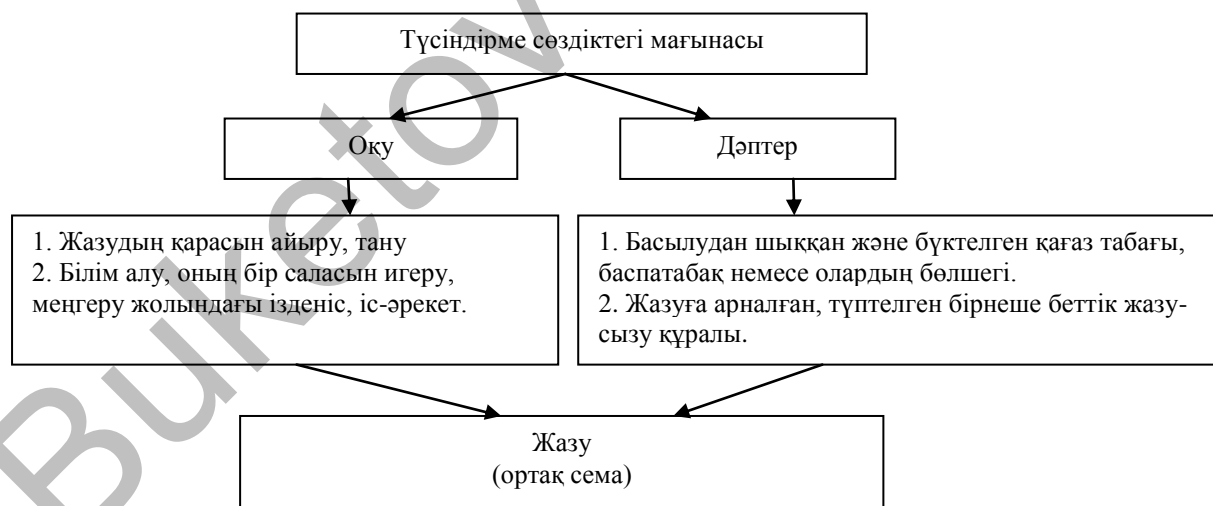 Түсіндірме сөздіктегі мағынасы
Оқу
Дәптер
1. Жазудың қарасын айыру, тану
2. Білім алу, оның бір саласын игеру,
меңгеру жолындағы ізденіс, іс-әрекет.
1. Басылудан шыққан және бүктелген қағаз табағы,
баспатабақ немесе олардың бөлшегі.
2. Жазуға арналған, түптелген бірнеше беттік жазу-
сызу құралы.
Жазу
(ортақ сема)
Buketov